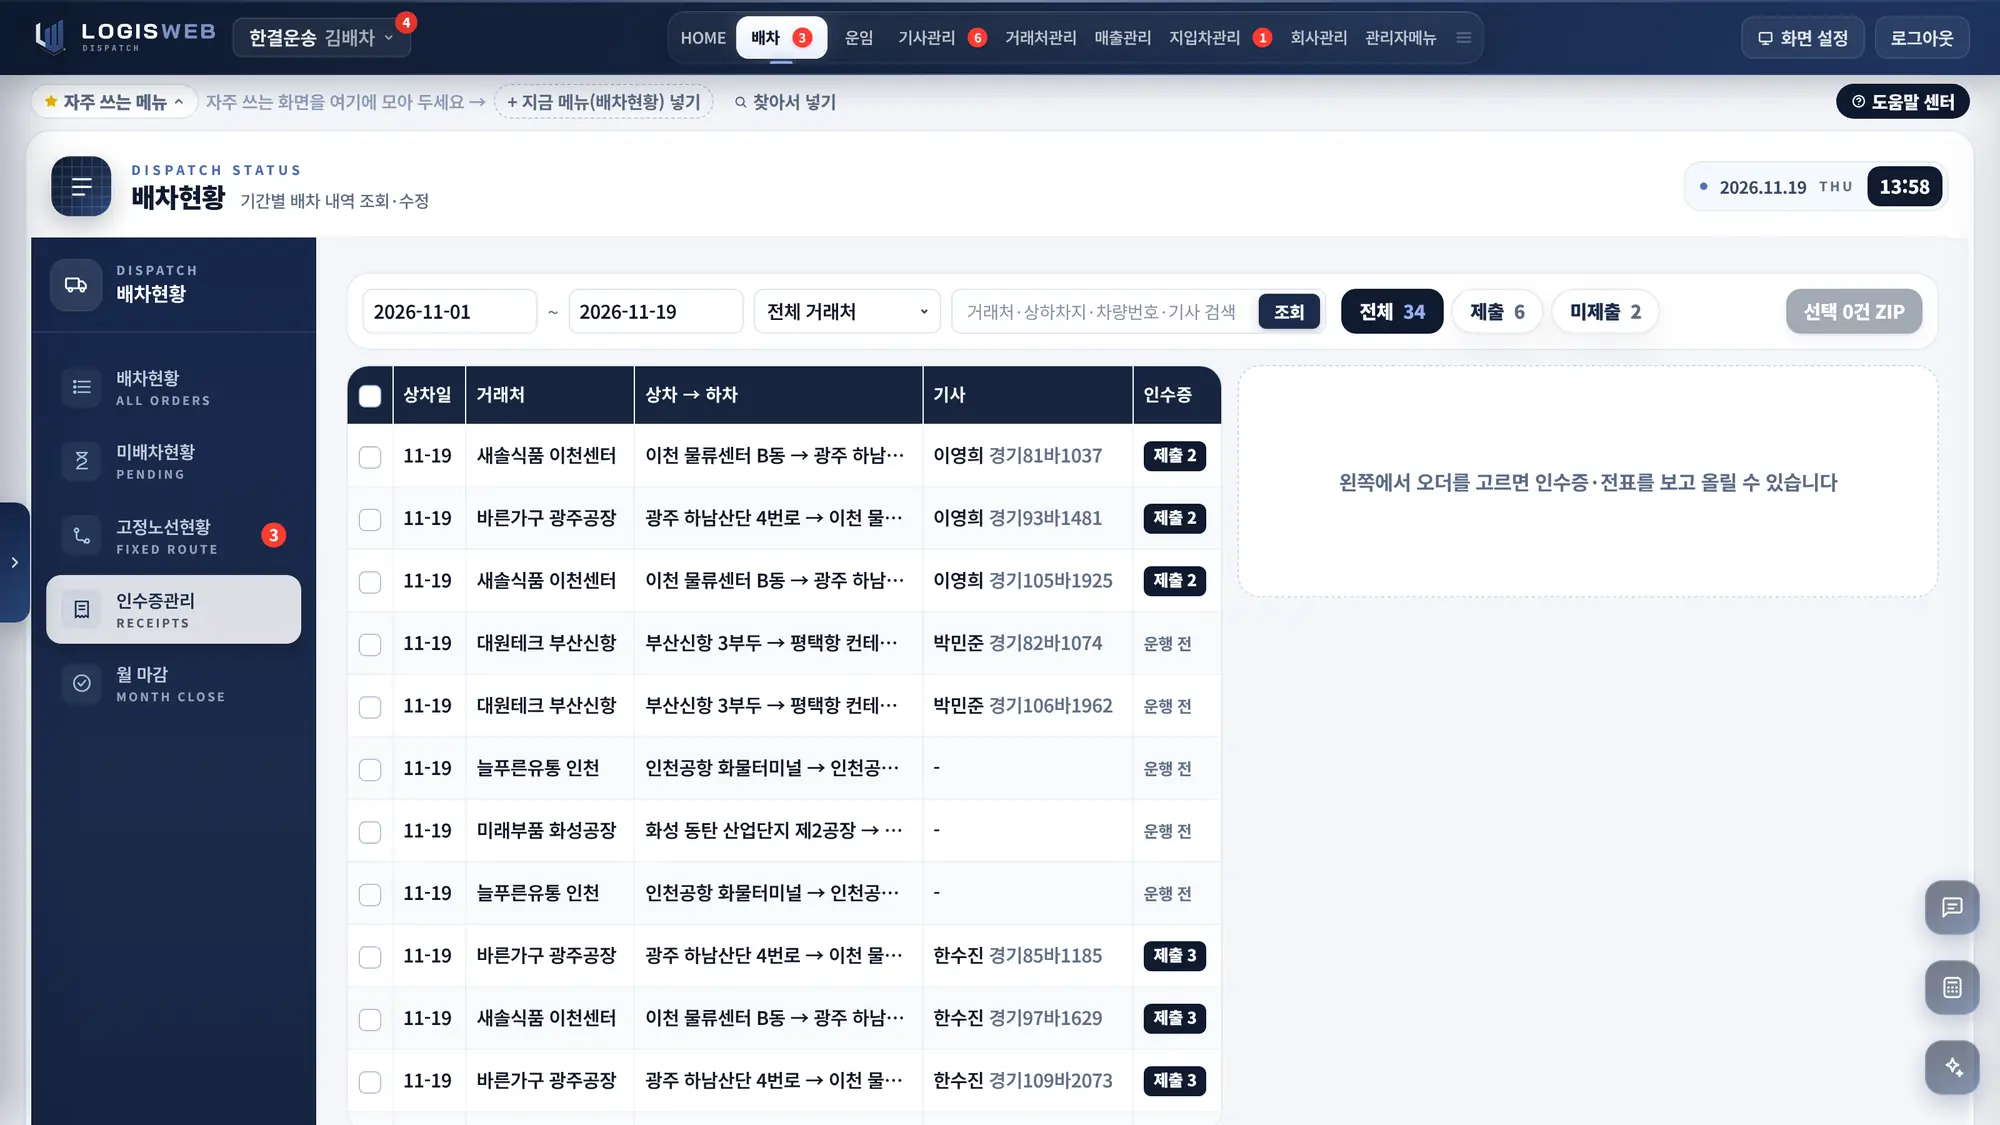 LOGISWEB
DISPATCH
한결운송 김배차
4
HOME
배차 3
운임
기사관리 6
거래처관리
매출관리
지입차관리 1
회사관리
관리자메뉴
화면 설정
로그아웃
자주 쓰는 메뉴
자주 쓰는 화면을 여기에 모아 두세요 →
+ 지금 메뉴(배차현황) 넣기
찾아서 넣기
도움말 센터
DISPATCH STATUS
배차현황 기간별 배차 내역 조회·수정
2026.11.19 THU 13:58
DISPATCH
배차현황
배차현황
ALL ORDERS
미배차현황
PENDING
고정노선현황
FIXED ROUTE
3
인수증관리
RECEIPTS
월 마감
MONTH CLOSE
2026-11-01 ~ 2026-11-19 전체 거래처 거래처·상하차지·차량번호·기사 검색 조회 전체 34 제출 6 미제출 2 선택 0건 ZIP
상차일 거래처 상차 → 하차 기사 인수증
11-19 새솔식품 이천센터 이천 물류센터 B동 → 광주 하남… 이영희 경기81바1037 제출 2
11-19 바른가구 광주공장 광주 하남산단 4번로 → 이천 물… 이영희 경기93바1481 제출 2
11-19 새솔식품 이천센터 이천 물류센터 B동 → 광주 하남… 이영희 경기105바1925 제출 2
11-19 대원테크 부산신항 부산신항 3부두 → 평택항 컨테… 박민준 경기82바1074 운행 전
11-19 대원테크 부산신항 부산신항 3부두 → 평택항 컨테… 박민준 경기106바1962 운행 전
11-19 늘푸른유통 인천 인천공항 화물터미널 → 인천공… - 운행 전
11-19 미래부품 화성공장 화성 동탄 산업단지 제2공장 → … - 운행 전
11-19 늘푸른유통 인천 인천공항 화물터미널 → 인천공… - 운행 전
11-19 바른가구 광주공장 광주 하남산단 4번로 → 이천 물… 한수진 경기85바1185 제출 3
11-19 새솔식품 이천센터 이천 물류센터 B동 → 광주 하남… 한수진 경기97바1629 제출 3
11-19 바른가구 광주공장 광주 하남산단 4번로 → 이천 물… 한수진 경기109바2073 제출 3
왼쪽에서 오더를 고르면 인수증·전표를 보고 올릴 수 있습니다